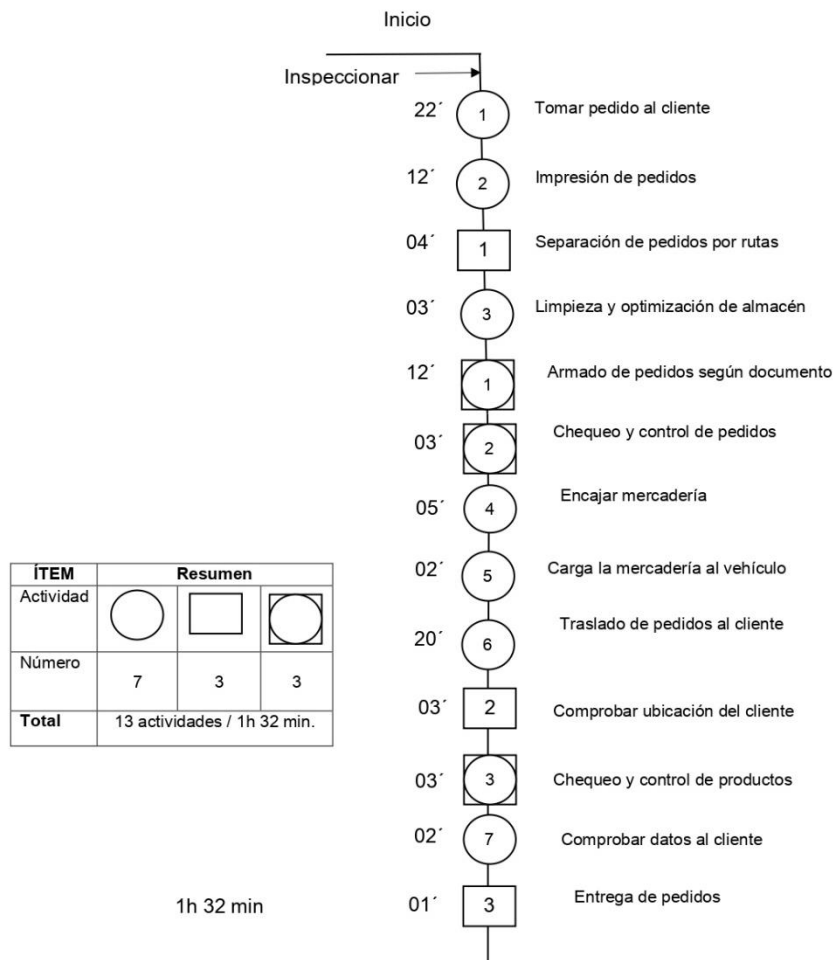 Inicio
Inspeccionar
22´ 1 Tomar pedido al cliente
12´ 2 Impresión de pedidos
04´ 1 Separación de pedidos por rutas
03´ 3 Limpieza y optimización de almacén
12´ 1 Armado de pedidos según documento
03´ 2 Chequeo y control de pedidos
05´ 4 Encajar mercadería
02´ 5 Carga la mercadería al vehículo
20´ 6 Traslado de pedidos al cliente
03´ 2 Comprobar ubicación del cliente
03´ 3 Chequeo y control de productos
02´ 7 Comprobar datos al cliente
01´ 3 Entrega de pedidos
ÍTEM Resumen
Actividad
Número 7 3 3
Total 13 actividades / 1h 32 min.
1h 32 min